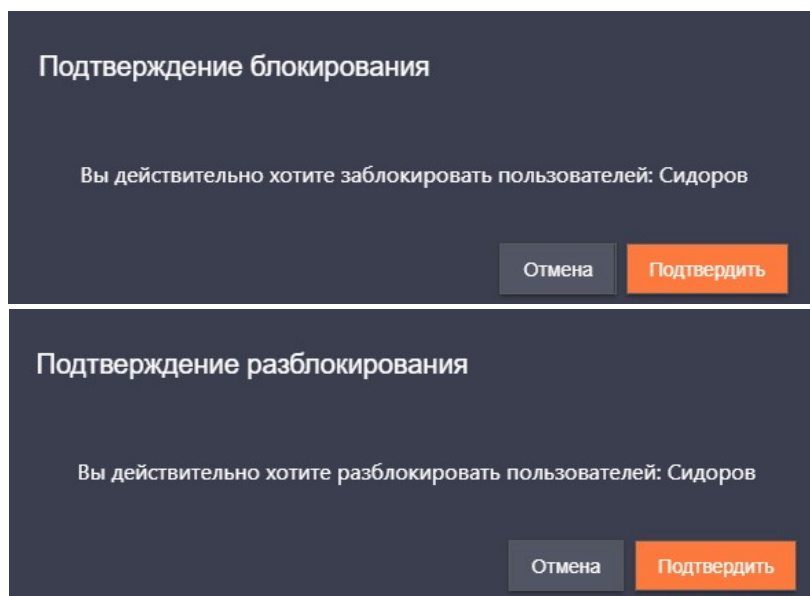 Подтверждение блокирования
Вы действительно хотите заблокировать пользователей: Сидоров
Отмена
Подтвердить
Подтверждение разблокирования
Вы действительно хотите разблокировать пользователей: Сидоров
Отмена
Подтвердить